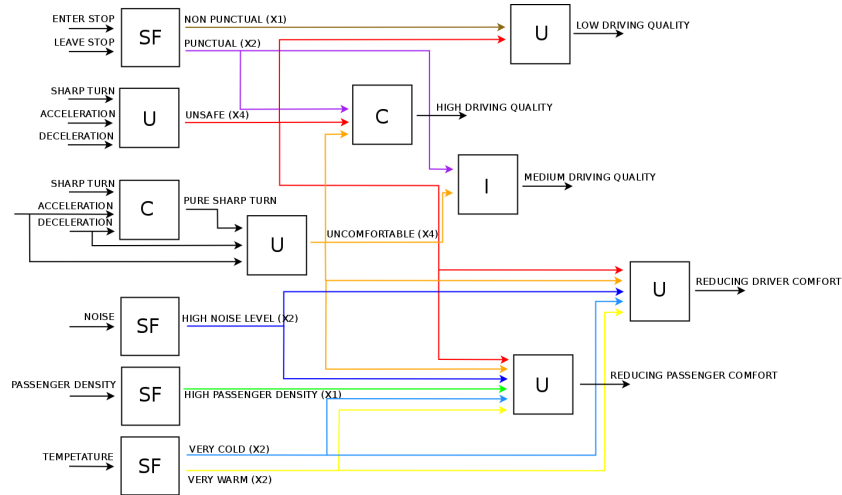 ENTER STOP
LEAVE STOP
SF
NON PUNCTUAL (X1)
PUNCTUAL (X2)
U
LOW DRIVING QUALITY
SHARP TURN
ACCELERATION
DECELERATION
U
UNSAFE (X4)
C
HIGH DRIVING QUALITY
SHARP TURN
ACCELERATION
DECELERATION
C
PURE SHARP TURN
U
UNCOMFORTABLE (X4)
I
MEDIUM DRIVING QUALITY
NOISE
SF
HIGH NOISE LEVEL (X2)
U
REDUCING DRIVER COMFORT
PASSENGER DENSITY
SF
HIGH PASSENGER DENSITY (X1)
U
REDUCING PASSENGER COMFORT
TEMPETATURE
SF
VERY COLD (X2)
VERY WARM (X2)